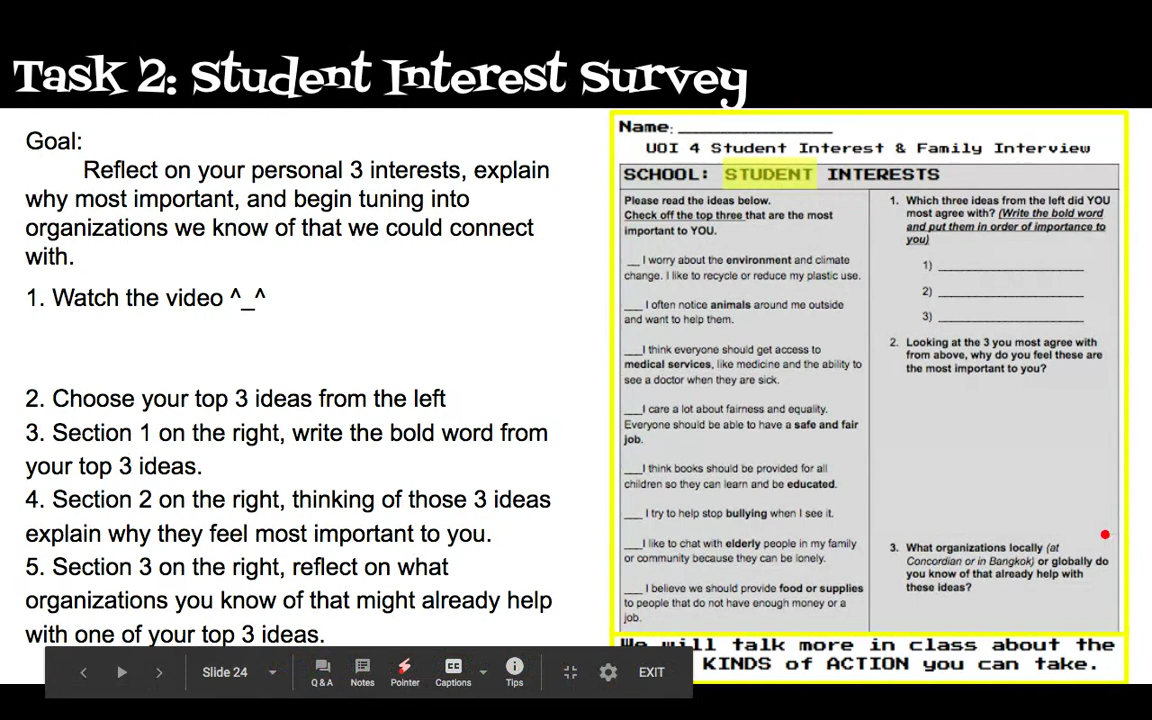 Task 2: Student Interest Survey
Goal:
Reflect on your personal 3 interests, explain
why most important, and begin tuning into
organizations we know of that we could connect
with.
1. Watch the video ^_^
2. Choose your top 3 ideas from the left
3. Section 1 on the right, write the bold word from
your top 3 ideas.
4. Section 2 on the right, thinking of those 3 ideas
explain why they feel most important to you.
5. Section 3 on the right, reflect on what
organizations you know of that might already help
with one of your top 3 ideas.
Name: _______________
UOI 4 Student Interest & Family Interview
SCHOOL: STUDENT INTERESTS
Please read the ideas below.
Check off the top three that are the most
important to YOU.
__ I worry about the environment and climate
change. I like to recycle or reduce my plastic use.
___ I often notice animals around me outside
and want to help them.
___I think everyone should get access to
medical services, like medicine and the ability to
see a doctor when they are sick.
___I care a lot about fairness and equality.
Everyone should be able to have a safe and fair
job.
___I think books should be provided for all
children so they can learn and be educated.
___ I try to help stop bullying when I see it.
___I like to chat with elderly people in my family
or community because they can be lonely.
___ I believe we should provide food or supplies
to people that do not have enough money or a
job.
1. Which three ideas from the left did YOU
most agree with? (Write the bold word
and put them in order of importance to
you)
1) ____________________
2) ____________________
3) ____________________
2. Looking at the 3 you most agree with
from above, why do you feel these are
the most important to you?
3. What organizations locally (at
Concordian or in Bangkok) or globally do
you know of that already help with
these ideas?
We will talk more in class about the
KINDS of ACTION you can take.
Slide 24
Q & A
Notes
Pointer
CC
Captions
Tips
EXIT